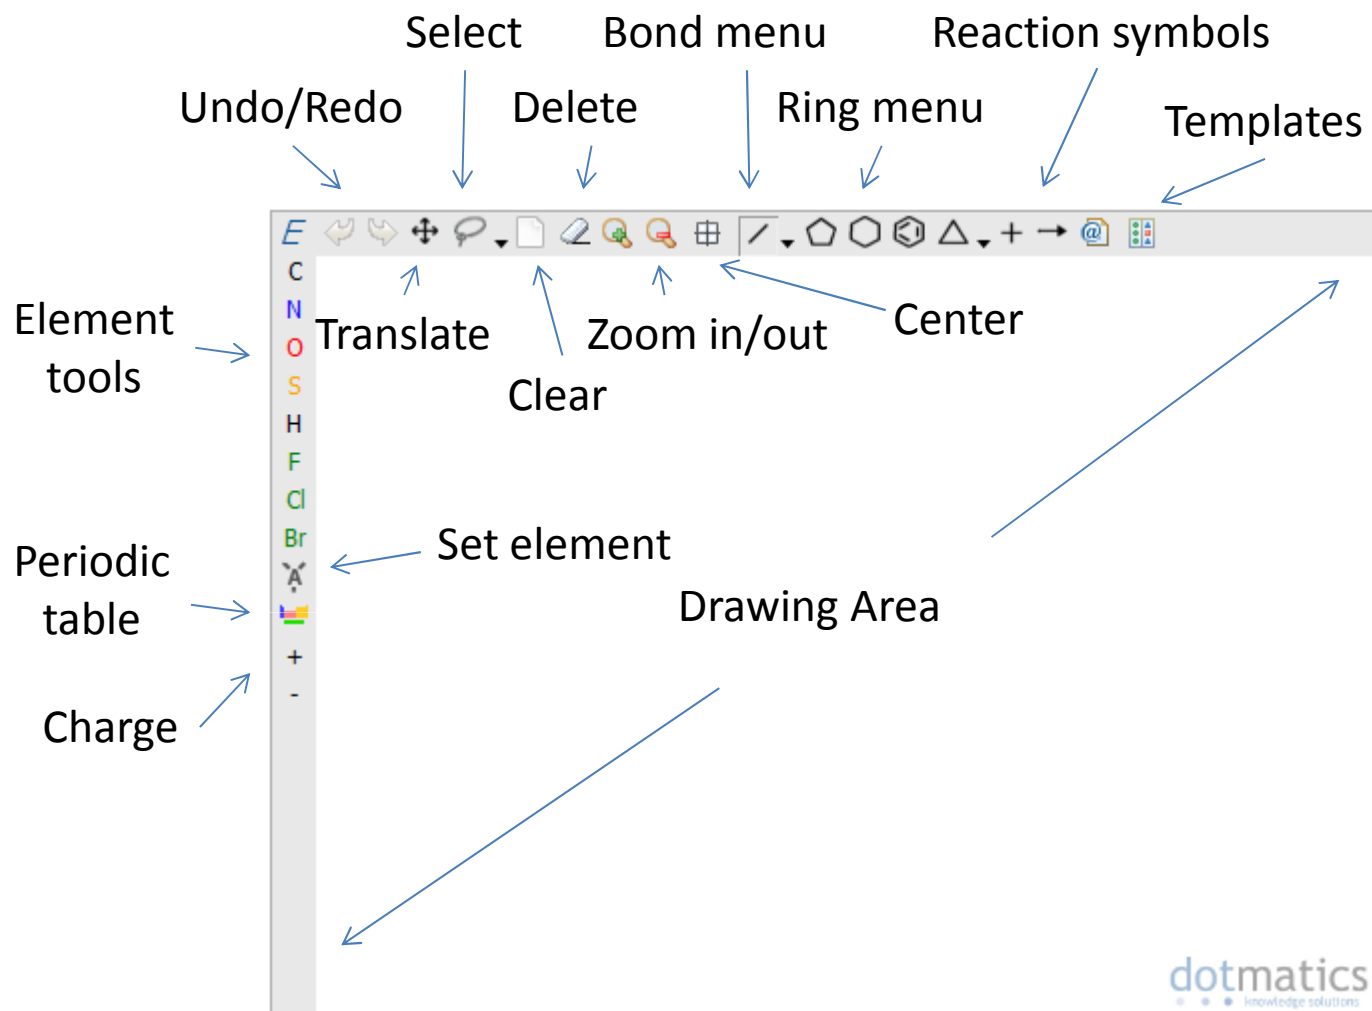 Select
Bond menu
Reaction symbols
Undo/Redo
Delete
Ring menu
Templates
E
@
C
N
O
S
H
F
Cl
Br
A
+
-
Element
tools
Translate
Zoom in/out
Center
Clear
Set element
Periodic
table
Drawing Area
Charge
dotmatics
knowledge solutions